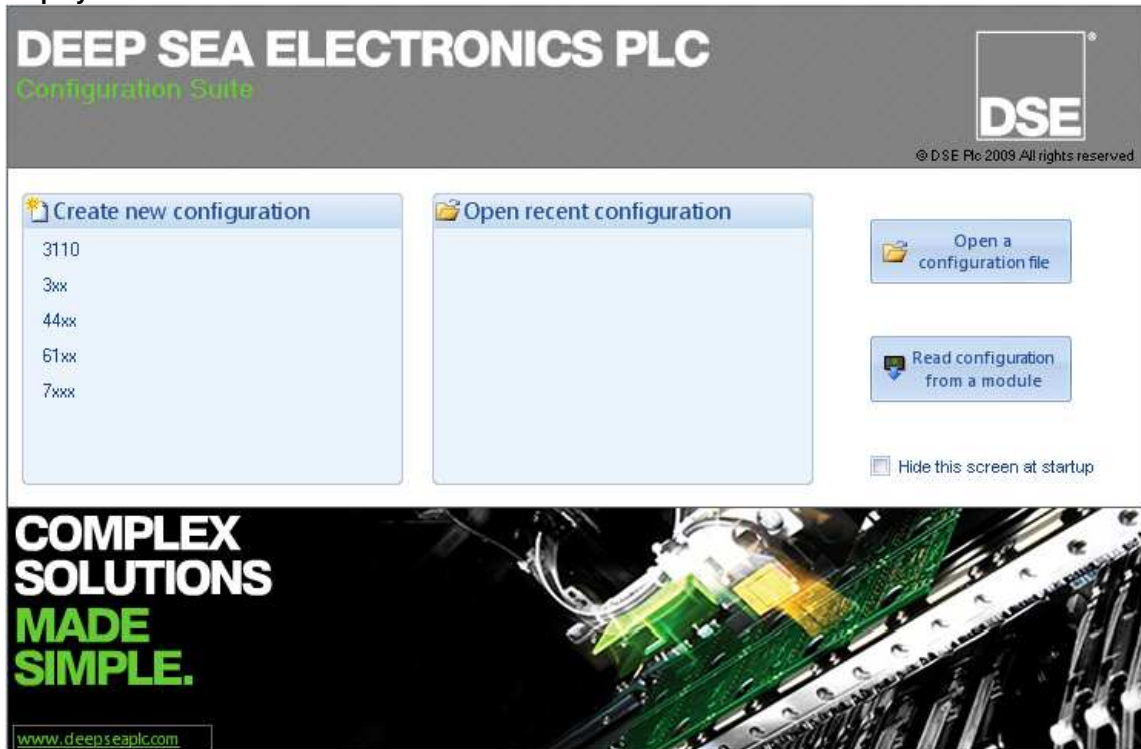 DEEP SEA ELECTRONICS PLC
Configuration Suite
DSE
®
© DSE Plc 2009 All rights reserved
Create new configuration
3110
3xx
44xx
61xx
7xxx
Open recent configuration
Open a
configuration file
Read configuration
from a module
Hide this screen at startup
COMPLEX
SOLUTIONS
MADE
SIMPLE.
www.deepseaplc.com